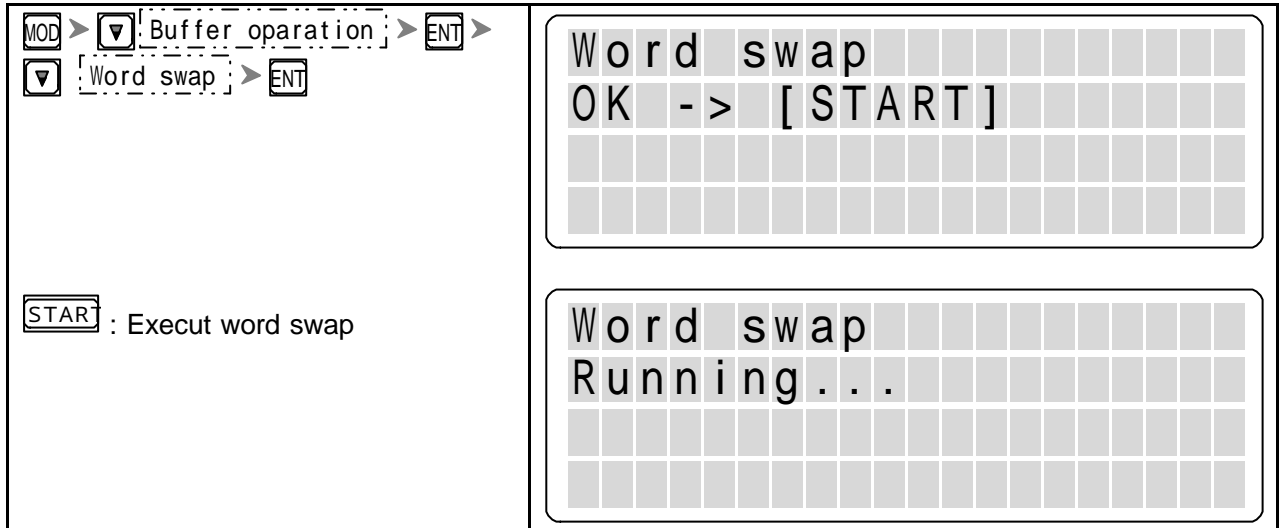 MOD > ▼ Buffer oparation > ENT >
▼ Word swap > ENT
Word swap
OK -> [START]
START : Execut word swap
Word swap
Running...